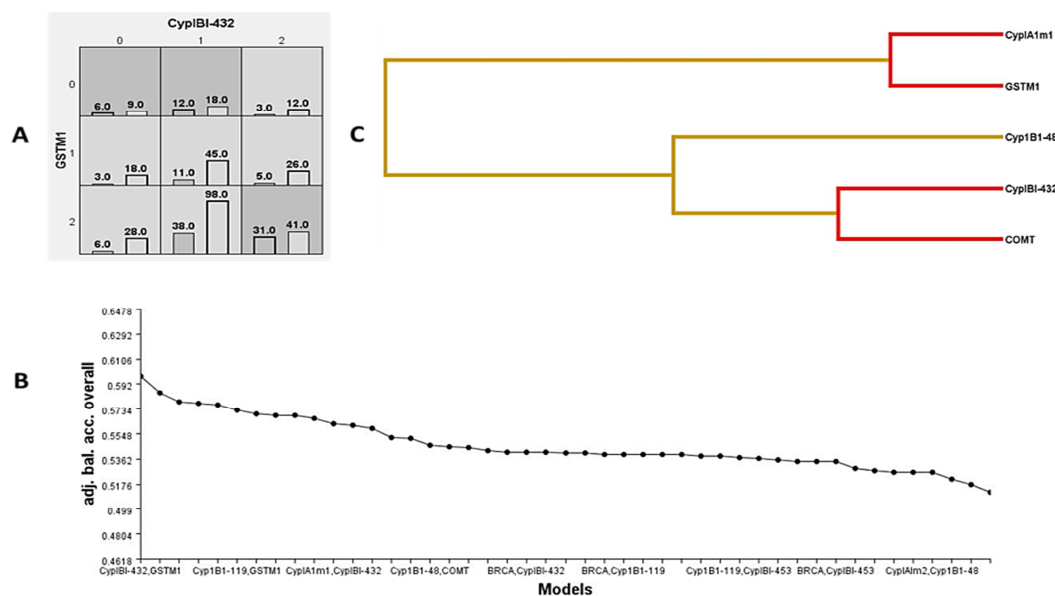 CypIBI-432
0 1 2
0
6.0 9.0 12.0 18.0 3.0 12.0
A
GSTM1
1
3.0 18.0 11.0 45.0 5.0 26.0
2
6.0 28.0 38.0 98.0 31.0 41.0
C
CypIA1m1
GSTM1
Cyp1B1-48
CypIBI-432
COMT
B
adj. bal. acc. overall
0.6478
0.6292
0.6106
0.592
0.5734
0.5548
0.5362
0.5176
0.499
0.4804
0.4618
CypIBI-432,GSTM1 Cyp1B1-119,GSTM1 CypIA1m1,CypIBI-432 Cyp1B1-48,COMT BRCA,CypIBI-432 BRCA,Cyp1B1-119 Cyp1B1-119,CypIBI-453 BRCA,CypIBI-453 CypIAIm2,Cyp1B1-48
Models